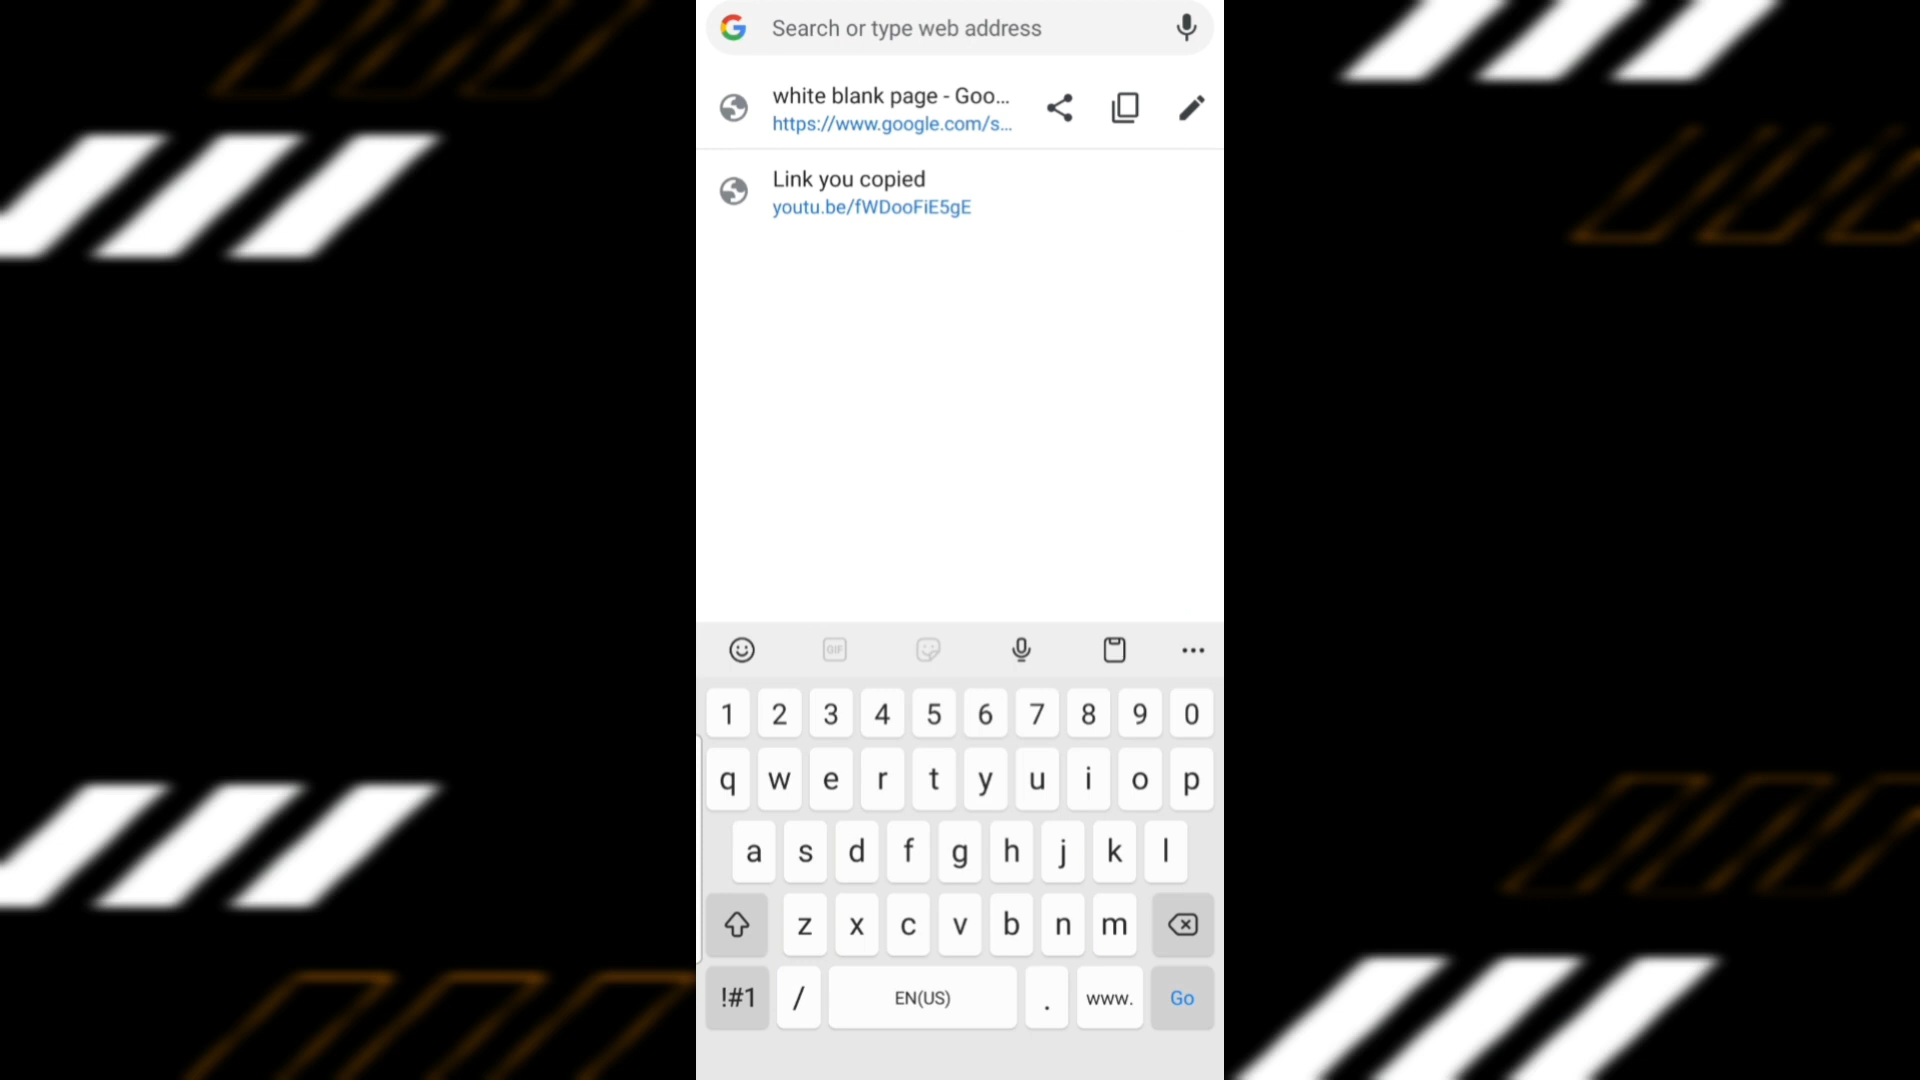 Search or type web address
white blank page - Goo...
https://www.google.com/s...
Link you copied
youtu.be/fWDooFiE5gE
GIF
1 2 3 4 5 6 7 8 9 0
q w e r t y u i o p
a s d f g h j k l
z x c v b n m
!#1 / EN(US) . www. Go